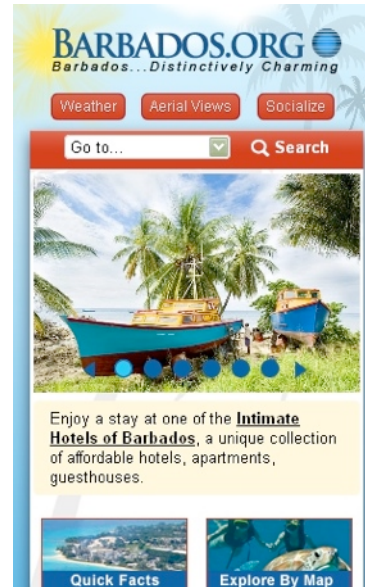 BARBADOS.ORG
Barbados...Distinctively Charming
Weather Aerial Views Socialize
Go to... Search
Enjoy a stay at one of the Intimate
Hotels of Barbados, a unique collection
of affordable hotels, apartments,
guesthouses.
Quick Facts Explore By Map